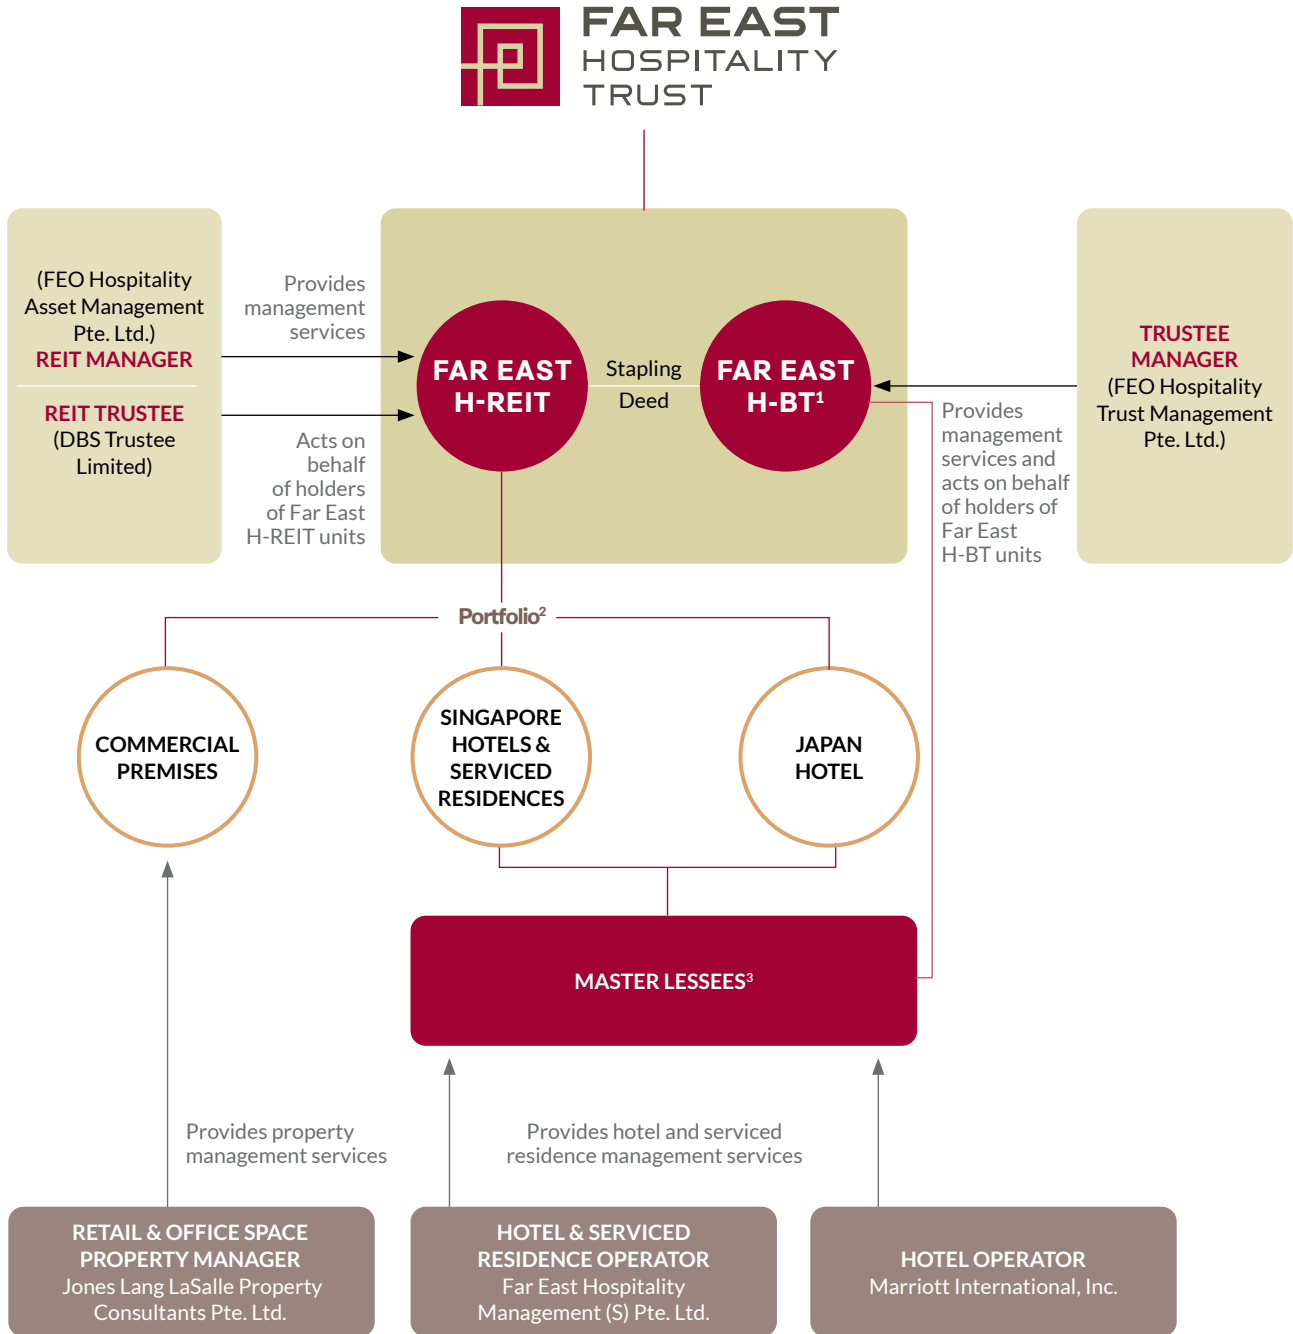 FAR EAST
HOSPITALITY
TRUST
(FEO Hospitality
Asset Management
Pte. Ltd.)
REIT MANAGER
REIT TRUSTEE
(DBS Trustee
Limited)
Provides
management
services
Acts on
behalf
of holders
of Far East
H-REIT units
FAR EAST
H-REIT
Stapling
Deed
FAR EAST
H-BT¹
Provides
management
services and
acts on behalf
of holders of
Far East
H-BT units
TRUSTEE
MANAGER
(FEO Hospitality
Trust Management
Pte. Ltd.)
Portfolio²
COMMERCIAL
PREMISES
SINGAPORE
HOTELS &
SERVICED
RESIDENCES
JAPAN
HOTEL
MASTER LESSEES³
Provides property
management services
Provides hotel and serviced
residence management services
RETAIL & OFFICE SPACE
PROPERTY MANAGER
Jones Lang LaSalle Property
Consultants Pte. Ltd.
HOTEL & SERVICED
RESIDENCE OPERATOR
Far East Hospitality
Management (S) Pte. Ltd.
HOTEL OPERATOR
Marriott International, Inc.